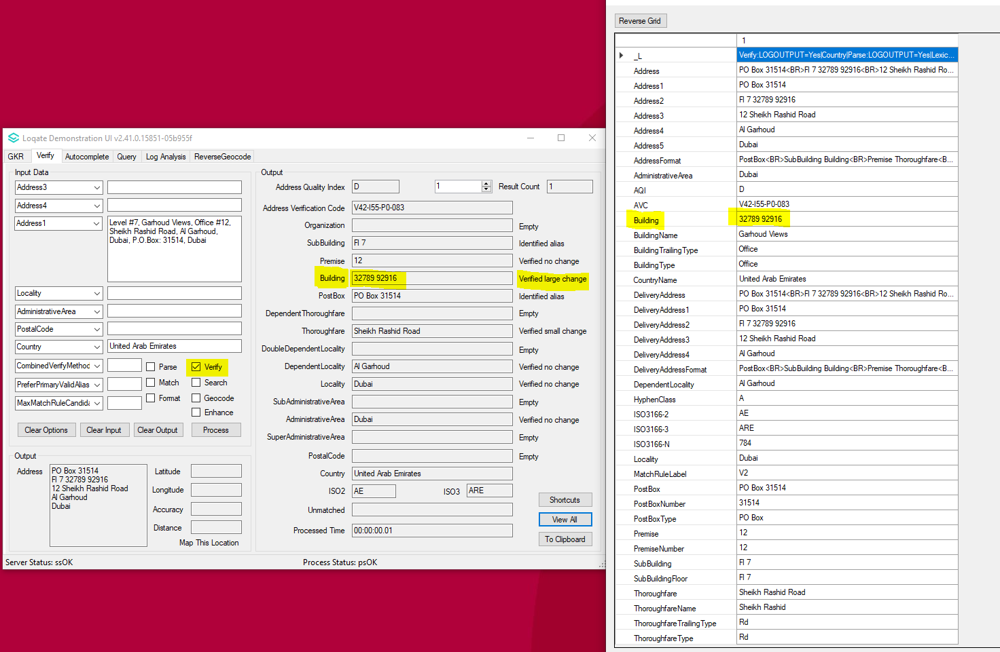 Loqate Demonstration UI v2.41.0.15851-05b955f
GKR Verify Autocomplete Query Log Analysis ReverseGeocode
Input Data
Address3
Address4
Address1
Level #7, Garhoud Views, Office #12,
Sheikh Rashid Road, Al Garhoud,
Dubai, P.O.Box: 31514, Dubai
Locality
AdministrativeArea
PostalCode
Country United Arab Emirates
CombinedVerifyMethod Parse Verify
PreferPrimaryValidAlias Match Search
MaxMatchRuleCandida Format Geocode
Enhance
Clear Options Clear Input Clear Output Process
Output
Address
PO Box 31514
Fl 7 32789 92916
12 Sheikh Rashid Road
Al Garhoud
Dubai
Latitude
Longitude
Accuracy
Distance
Map This Location
Output
Address Quality Index D 1 Result Count 1
Address Verification Code V42-I55-P0-083
Organization Empty
SubBuilding Fl 7 Identified alias
Premise 12 Verified no change
Building 32789 92916 Verified large change
PostBox PO Box 31514 Identified alias
DependentThoroughfare Empty
Thoroughfare Sheikh Rashid Road Verified small change
DoubleDependentLocality Empty
DependentLocality Al Garhoud Verified no change
Locality Dubai Verified no change
SubAdministrativeArea Empty
AdministrativeArea Dubai Verified no change
SuperAdministrativeArea Empty
PostalCode Empty
Country United Arab Emirates
ISO2 AE ISO3 ARE
Unmatched
Processed Time 00:00:00.01
Shortcuts
View All
To Clipboard
Server Status: ssOK Process Status: psOK
Reverse Grid
1
_L Verify:LOGOUTPUT=Yes|Country|Parse:LOGOUTPUT=Yes|Lexic...
Address PO Box 31514<BR>Fl 7 32789 92916<BR>12 Sheikh Rashid Ro...
Address1 PO Box 31514
Address2 Fl 7 32789 92916
Address3 12 Sheikh Rashid Road
Address4 Al Garhoud
Address5 Dubai
AddressFormat PostBox<BR>SubBuilding Building<BR>Premise Thoroughfare<B...
AdministrativeArea Dubai
AQI D
AVC V42-I55-P0-083
Building 32789 92916
BuildingName Garhoud Views
BuildingTrailingType Office
BuildingType Office
CountryName United Arab Emirates
DeliveryAddress PO Box 31514<BR>Fl 7 32789 92916<BR>12 Sheikh Rashid Ro...
DeliveryAddress1 PO Box 31514
DeliveryAddress2 Fl 7 32789 92916
DeliveryAddress3 12 Sheikh Rashid Road
DeliveryAddress4 Al Garhoud
DeliveryAddressFormat PostBox<BR>SubBuilding Building<BR>Premise Thoroughfare<B...
DependentLocality Al Garhoud
HyphenClass A
ISO3166-2 AE
ISO3166-3 ARE
ISO3166-N 784
Locality Dubai
MatchRuleLabel V2
PostBox PO Box 31514
PostBoxNumber 31514
PostBoxType PO Box
Premise 12
PremiseNumber 12
SubBuilding Fl 7
SubBuildingFloor Fl 7
Thoroughfare Sheikh Rashid Road
ThoroughfareName Sheikh Rashid
ThoroughfareTrailingType Rd
ThoroughfareType Rd